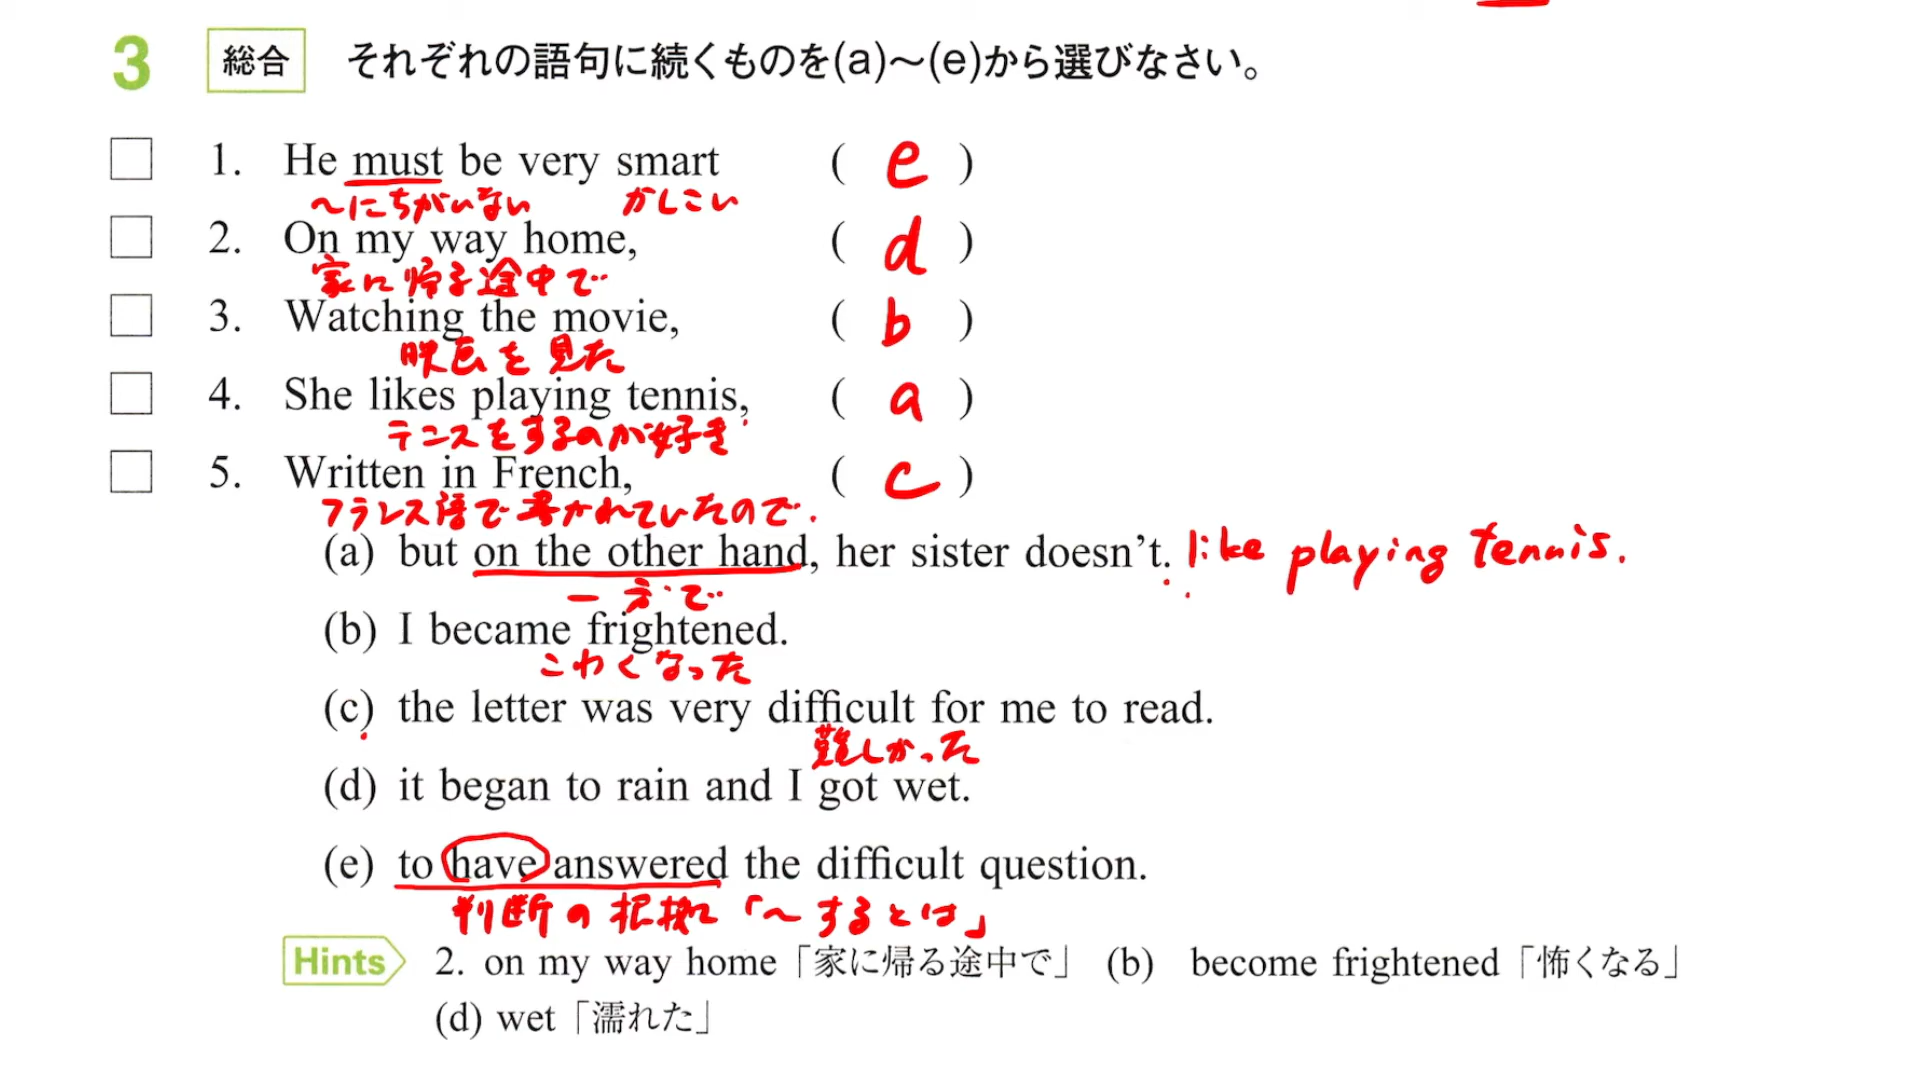 3 総合 それぞれの語句に続くものを(a)～(e)から選びなさい。
1. He must be very smart ( e )
～にちがいない かしこい
2. On my way home, ( d )
家に帰る途中で
3. Watching the movie, ( b )
映画を見た
4. She likes playing tennis, ( a )
テニスをするのが好き
5. Written in French, ( c )
フランス語で書かれていたので.
(a) but on the other hand, her sister doesn't. like playing tennis.
一方で
(b) I became frightened.
こわくなった
(c) the letter was very difficult for me to read.
難しかった
(d) it began to rain and I got wet.
(e) to have answered the difficult question.
判断の根拠「～するとは」
Hints 2. on my way home「家に帰る途中で」 (b) become frightened「怖くなる」
(d) wet「濡れた」